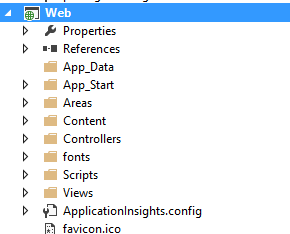 Web
Properties
References
App_Data
App_Start
Areas
Content
Controllers
fonts
Scripts
Views
ApplicationInsights.config
favicon.ico